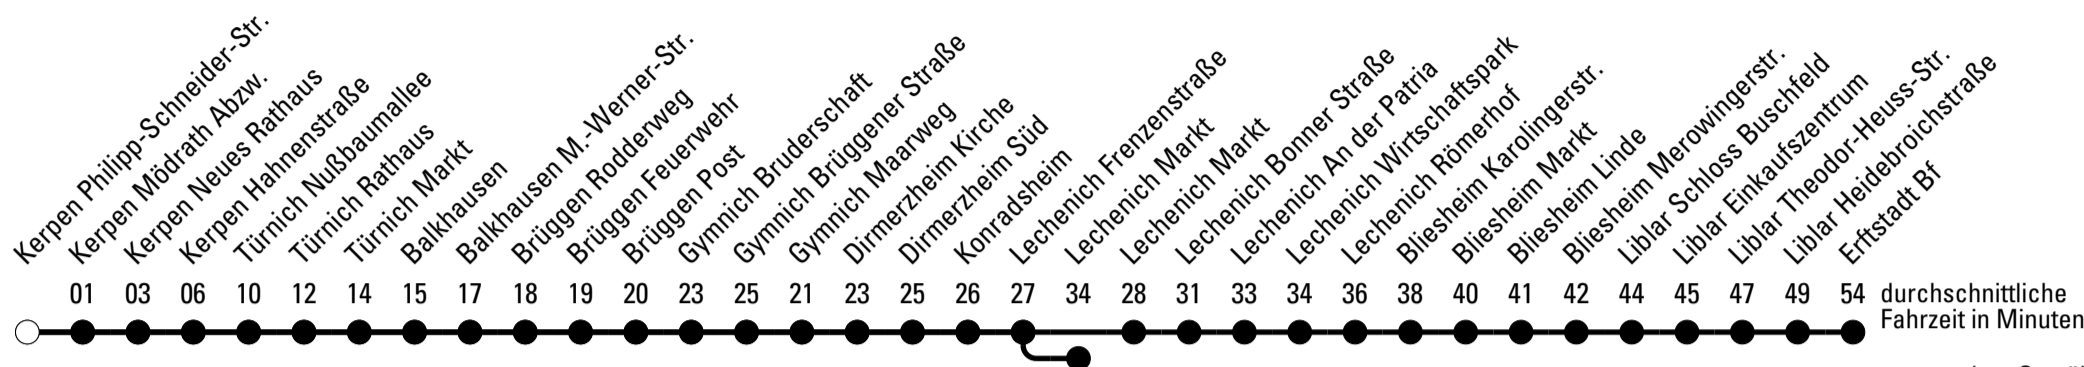 Kerpen Philipp-Schneider-Str.
Kerpen Mödrath Abzw.
Kerpen Neues Rathaus
Kerpen Hahnenstraße
Türnich Nußbaumallee
Türnich Rathaus
Türnich Markt
Balkhausen
Balkhausen M.-Werner-Str.
Brüggen Rodderweg
Brüggen Feuerwehr
Brüggen Post
Gymnich Bruderschaft
Gymnich Brüggener Straße
Gymnich Maarweg
Dirmerzheim Kirche
Dirmerzheim Süd
Konradsheim
Lechenich Frenzenstraße
Lechenich Markt
Lechenich Markt
Lechenich Bonner Straße
Lechenich An der Patria
Lechenich Wirtschaftspark
Lechenich Römerhof
Bliesheim Karolingerstr.
Bliesheim Markt
Bliesheim Linde
Bliesheim Merowingerstr.
Liblar Schloss Buschfeld
Liblar Einkaufszentrum
Liblar Theodor-Heuss-Str.
Liblar Heidebroichstraße
Erftstadt Bf
01 03 06 10 12 14 15 17 18 19 20 23 25 21 23 25 26 27 34 28 31 33 34 36 38 40 41 42 44 45 47 49 54 durchschnittliche
Fahrzeit in Minuten